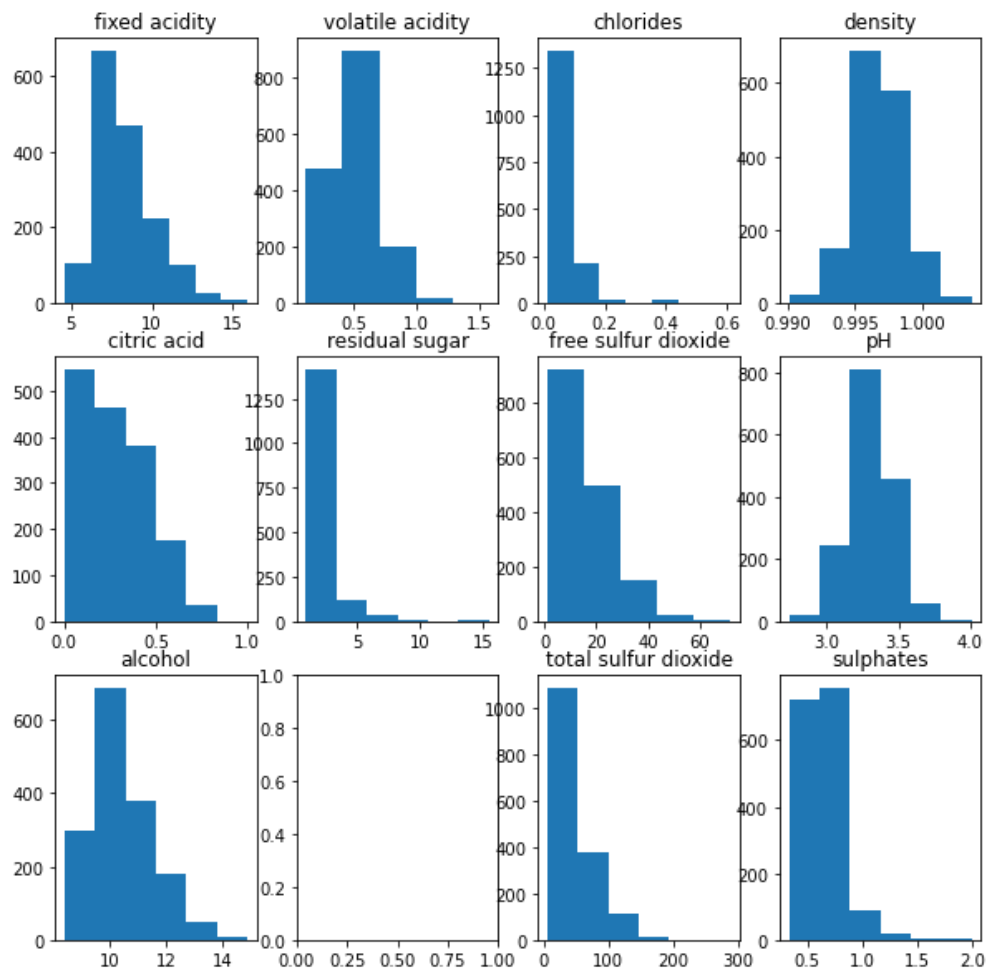 fixed acidity
600
400
200
0
5 10 15
volatile acidity
800
600
400
200
0
0.5 1.0 1.5
chlorides
1250
1000
750
500
250
0
0.0 0.2 0.4 0.6
density
600
400
200
0
0.990 0.995 1.000
citric acid
500
400
300
200
100
0
0.0 0.5 1.0
residual sugar
1250
1000
750
500
250
0
5 10 15
free sulfur dioxide
800
600
400
200
0
0 20 40 60
pH
800
600
400
200
0
3.0 3.5 4.0
alcohol
600
400
200
0
10 12 14
1.0
0.8
0.6
0.4
0.2
0.0
0.00 0.25 0.50 0.75 1.00
total sulfur dioxide
1000
800
600
400
200
0
0 100 200 300
sulphates
600
400
200
0
0.5 1.0 1.5 2.0